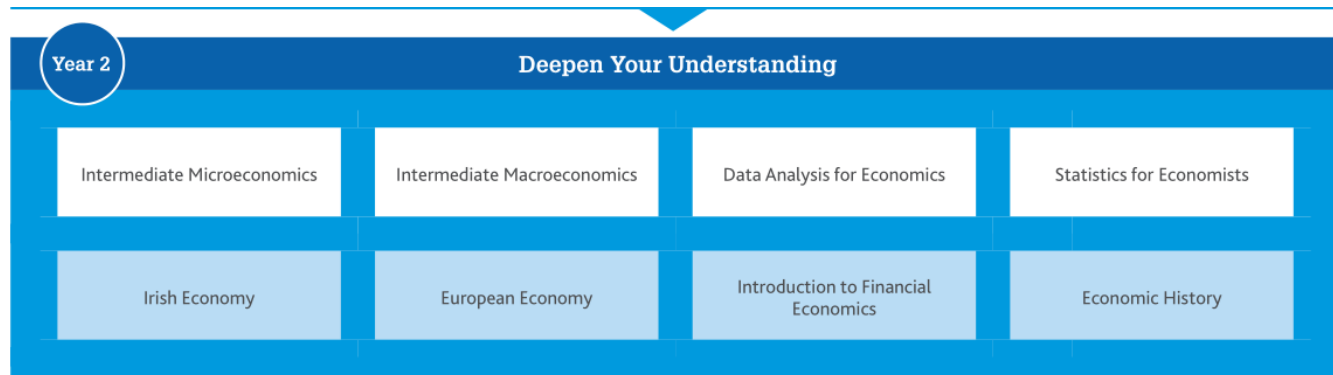 Year 2
Deepen Your Understanding
Intermediate Microeconomics
Intermediate Macroeconomics
Data Analysis for Economics
Statistics for Economists
Irish Economy
European Economy
Introduction to Financial
Economics
Economic History